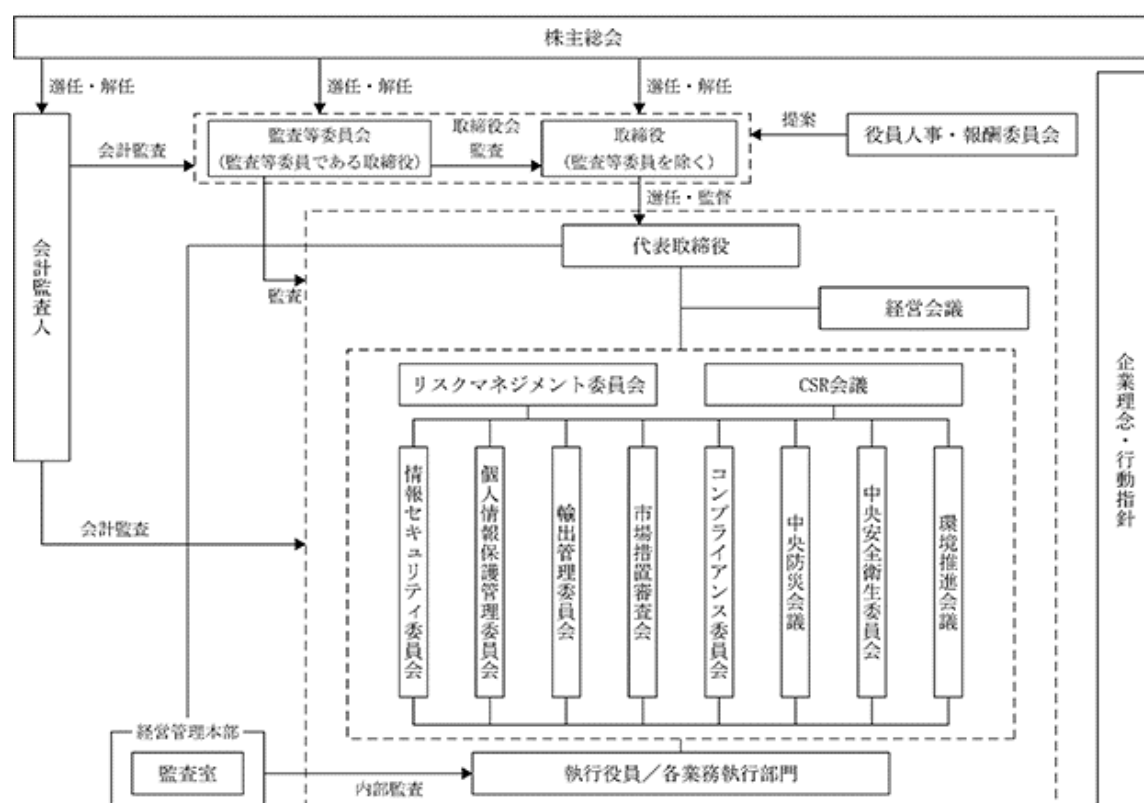 株主総会
選任・解任
選任・解任
選任・解任
会計監査人
会計監査
取締役会
監査等委員会
(監査等委員である取締役)
監査
取締役
(監査等委員を除く)
提案
役員人事・報酬委員会
選任・監督
代表取締役
監査
経営会議
リスクマネジメント委員会
CSR会議
情報セキュリティ委員会
個人情報保護管理委員会
輸出管理委員会
市場措置審査会
コンプライアンス委員会
中央防災会議
中央安全衛生委員会
環境推進会議
会計監査
企業理念・行動指針
経営管理本部
監査室
内部監査
執行役員/各業務執行部門